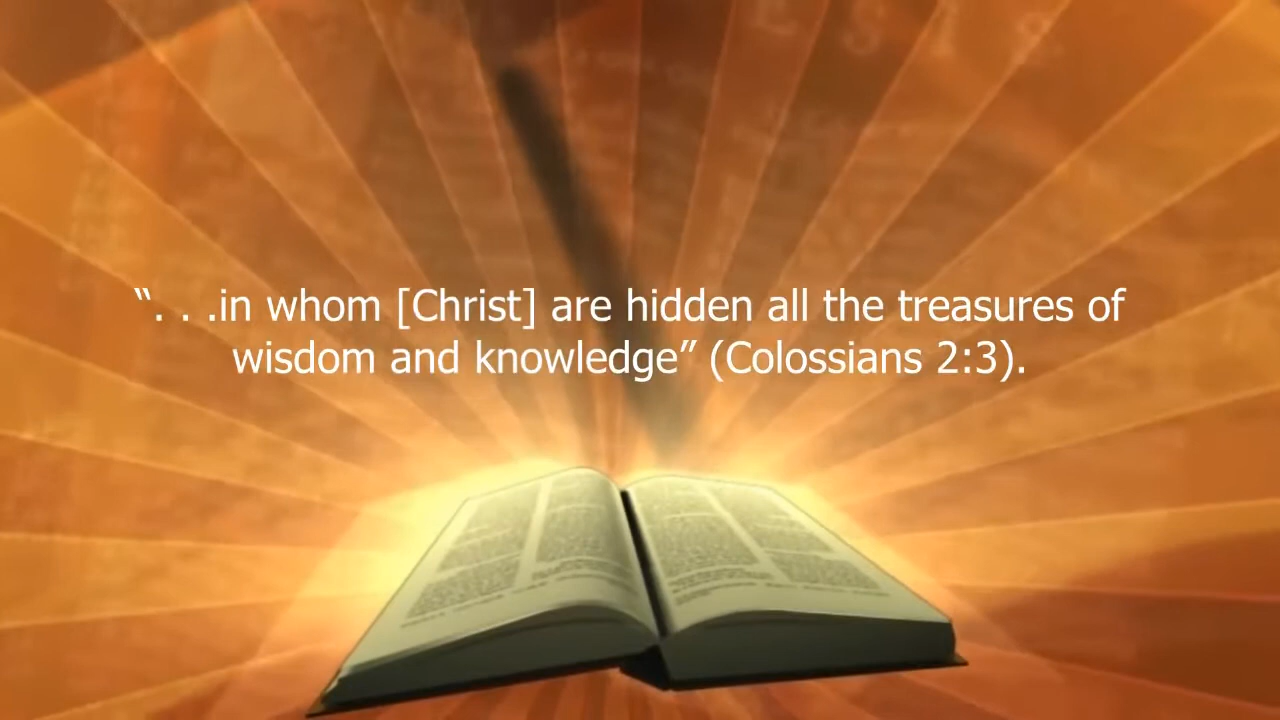 “. . .in whom [Christ] are hidden all the treasures of
wisdom and knowledge” (Colossians 2:3).